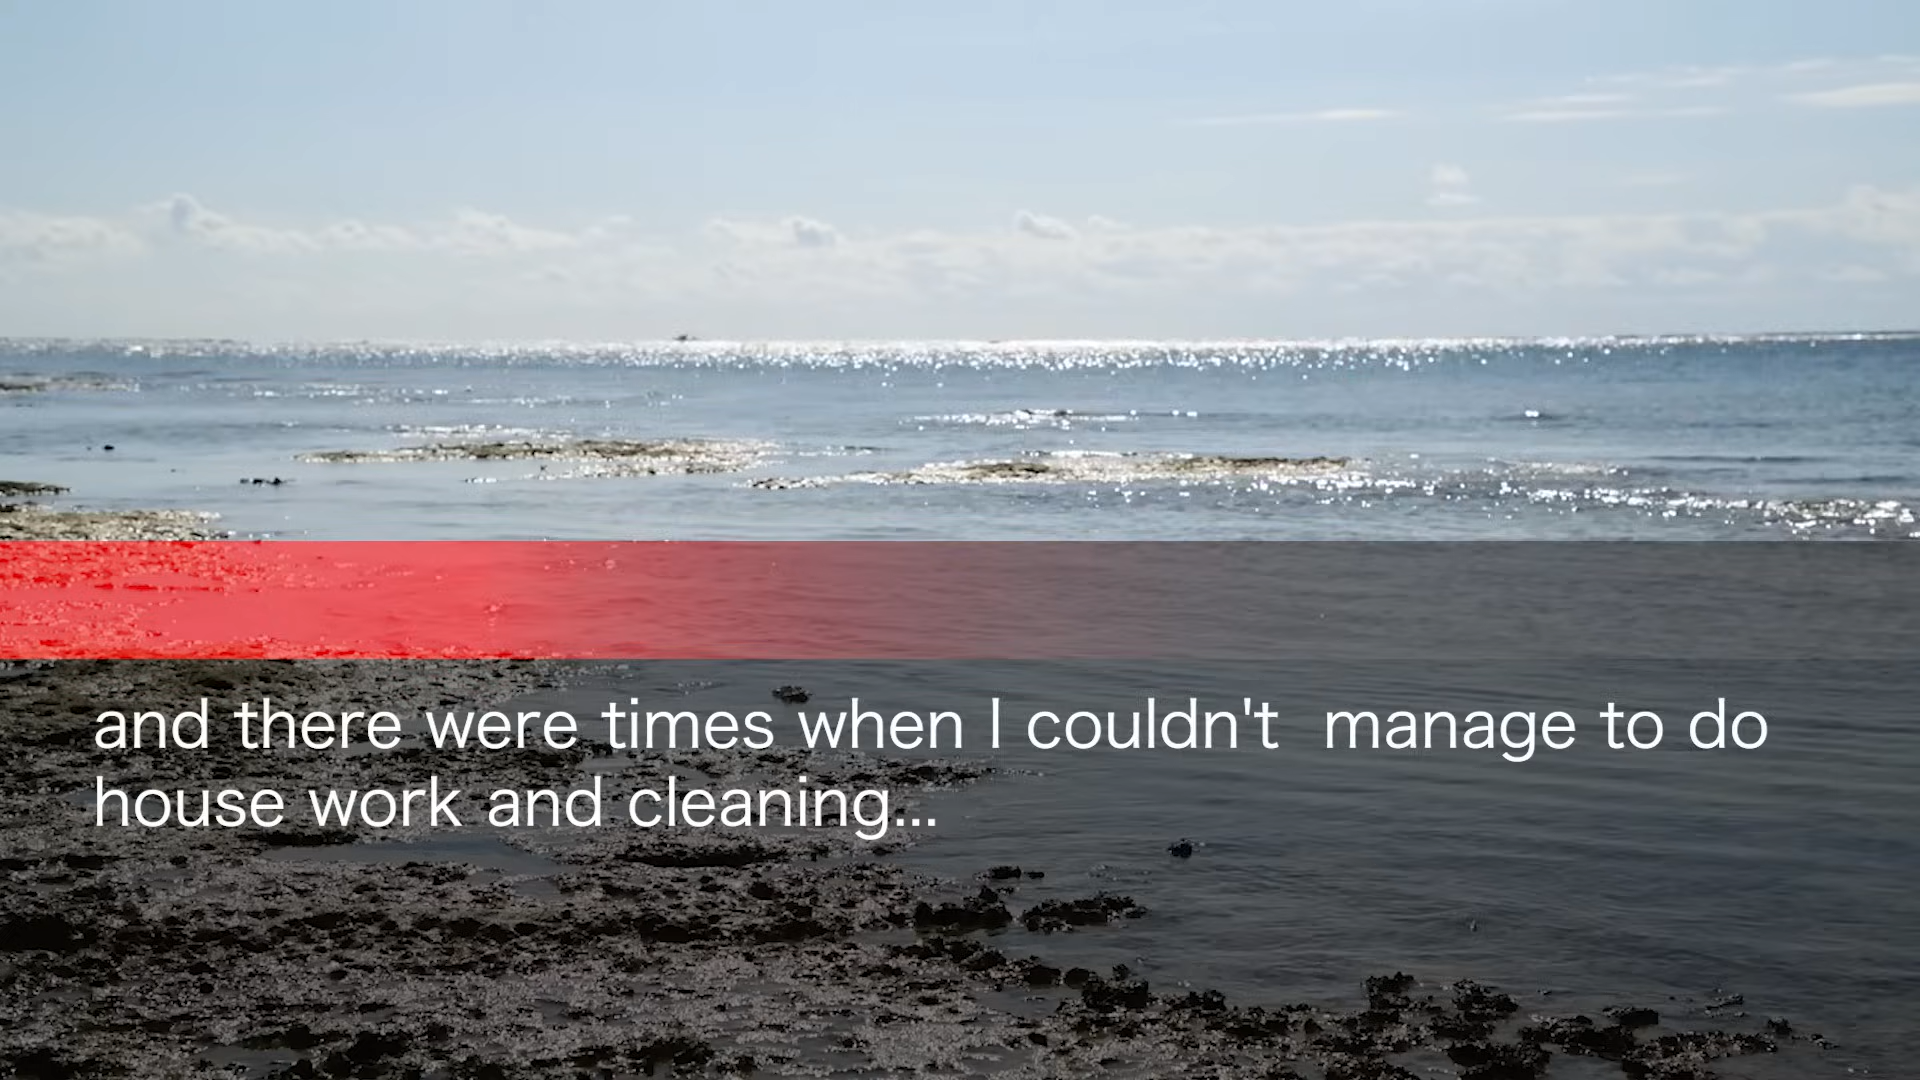 and there were times when I couldn't  manage to do
house work and cleaning...